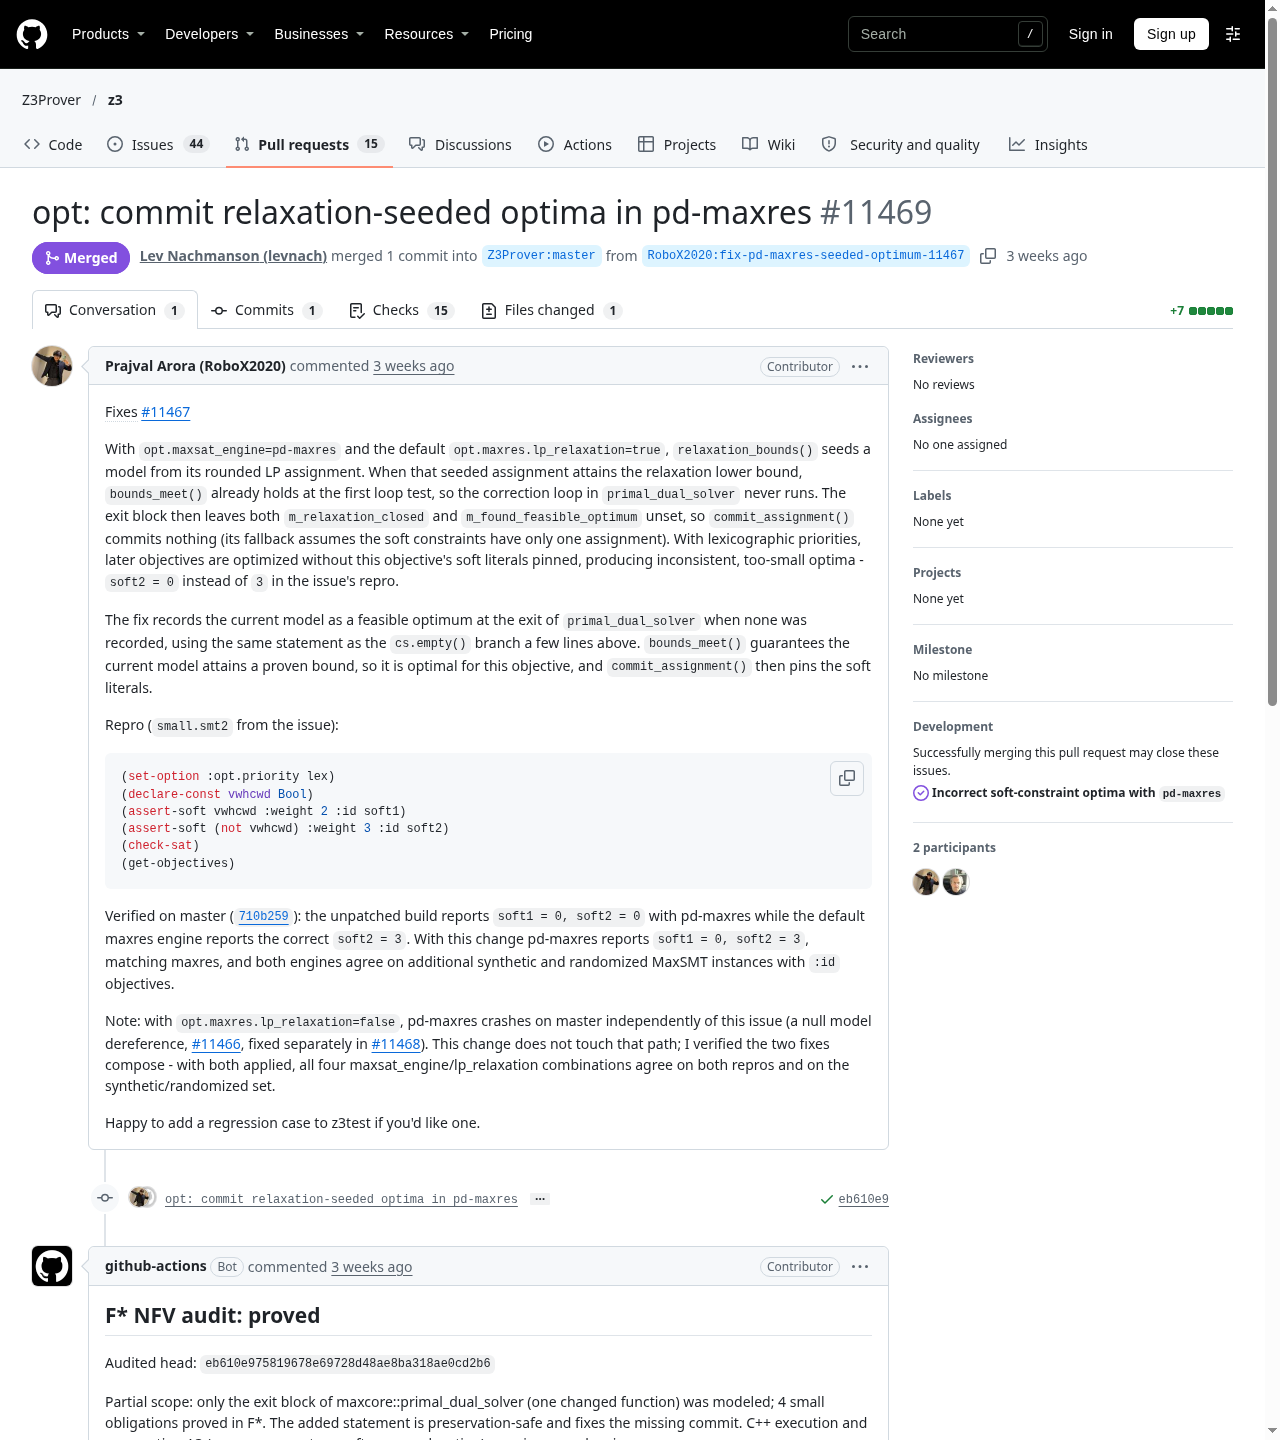 Products Developers Businesses Resources Pricing Search / Sign in Sign up
Z3Prover / z3
Code Issues 44 Pull requests 15 Discussions Actions Projects Wiki Security and quality Insights
opt: commit relaxation-seeded optima in pd-maxres #11469
Merged Lev Nachmanson (levnach) merged 1 commit into Z3Prover:master from RoboX2020:fix-pd-maxres-seeded-optimum-11467 3 weeks ago
Conversation 1 Commits 1 Checks 15 Files changed 1 +7
Prajval Arora (RoboX2020) commented 3 weeks ago Contributor
Fixes #11467
With opt.maxsat_engine=pd-maxres and the default opt.maxres.lp_relaxation=true, relaxation_bounds() seeds a
model from its rounded LP assignment. When that seeded assignment attains the relaxation lower bound,
bounds_meet() already holds at the first loop test, so the correction loop in primal_dual_solver never runs. The
exit block then leaves both m_relaxation_closed and m_found_feasible_optimum unset, so commit_assignment()
commits nothing (its fallback assumes the soft constraints have only one assignment). With lexicographic priorities,
later objectives are optimized without this objective's soft literals pinned, producing inconsistent, too-small optima -
soft2 = 0 instead of 3 in the issue's repro.
The fix records the current model as a feasible optimum at the exit of primal_dual_solver when none was
recorded, using the same statement as the cs.empty() branch a few lines above. bounds_meet() guarantees the
current model attains a proven bound, so it is optimal for this objective, and commit_assignment() then pins the soft
literals.
Repro (small.smt2 from the issue):
(set-option :opt.priority lex)
(declare-const vwhcwd Bool)
(assert-soft vwhcwd :weight 2 :id soft1)
(assert-soft (not vwhcwd) :weight 3 :id soft2)
(check-sat)
(get-objectives)
Verified on master (710b259): the unpatched build reports soft1 = 0, soft2 = 0 with pd-maxres while the default
maxres engine reports the correct soft2 = 3. With this change pd-maxres reports soft1 = 0, soft2 = 3,
matching maxres, and both engines agree on additional synthetic and randomized MaxSMT instances with :id
objectives.
Note: with opt.maxres.lp_relaxation=false, pd-maxres crashes on master independently of this issue (a null model
dereference, #11466, fixed separately in #11468). This change does not touch that path; I verified the two fixes
compose - with both applied, all four maxsat_engine/lp_relaxation combinations agree on both repros and on the
synthetic/randomized set.
Happy to add a regression case to z3test if you'd like one.
opt: commit relaxation-seeded optima in pd-maxres ... eb610e9
github-actions Bot commented 3 weeks ago Contributor
F* NFV audit: proved
Audited head: eb610e975819678e69728d48ae8ba318ae0cd2b6
Partial scope: only the exit block of maxcore::primal_dual_solver (one changed function) was modeled; 4 small
obligations proved in F*. The added statement is preservation-safe and fixes the missing commit. C++ execution and
Reviewers
No reviews
Assignees
No one assigned
Labels
None yet
Projects
None yet
Milestone
No milestone
Development
Successfully merging this pull request may close these
issues.
Incorrect soft-constraint optima with pd-maxres
2 participants